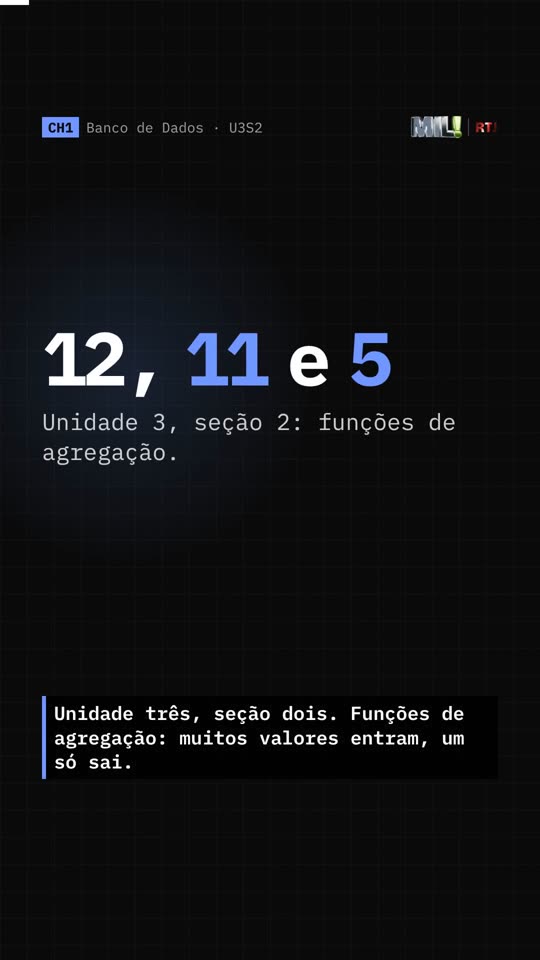 CH1 Banco de Dados · U3S2
MIL! RT!
12, 11 e 5
Unidade 3, seção 2: funções de
agregação.
Unidade três, seção dois. Funções de
agregação: muitos valores entram, um
só sai.